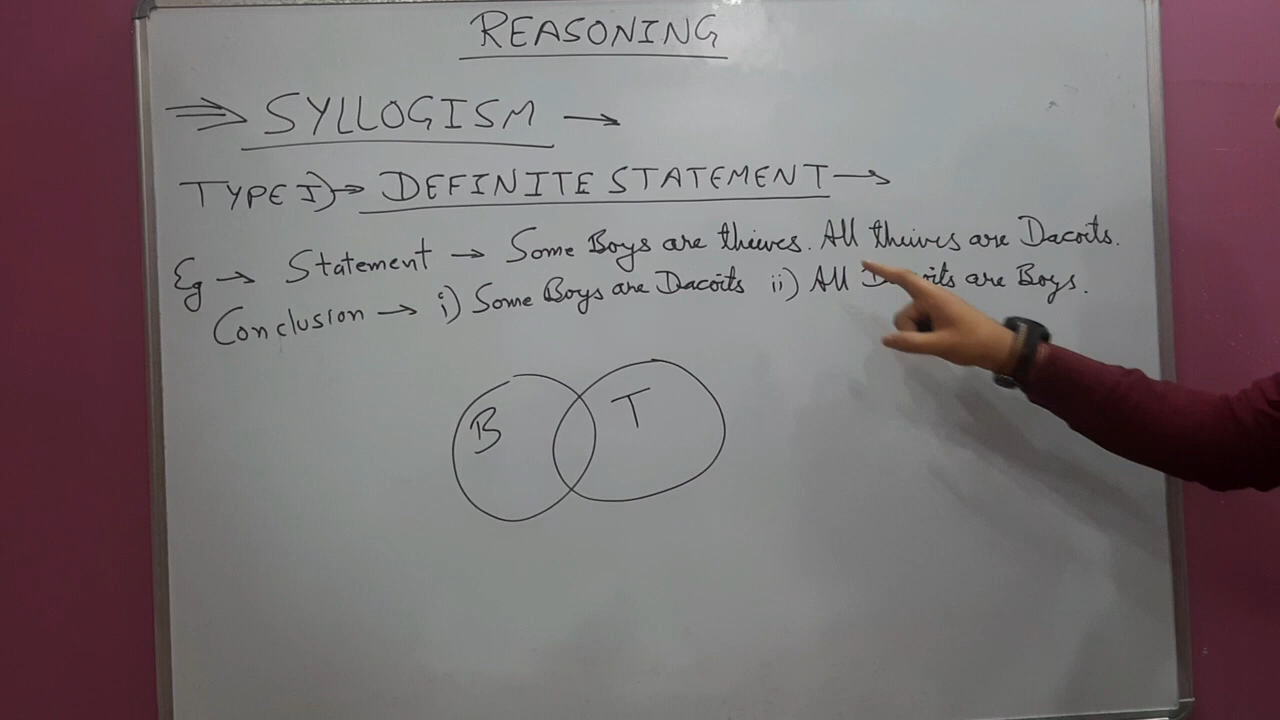 REASONING
⇒ SYLLOGISM →
TYPE I) → DEFINITE STATEMENT →
Eg → Statement → Some Boys are thieves. All thieves are Dacoits.
Conclusion → i) Some Boys are Dacoits ii) All Dacoits are Boys.
B T